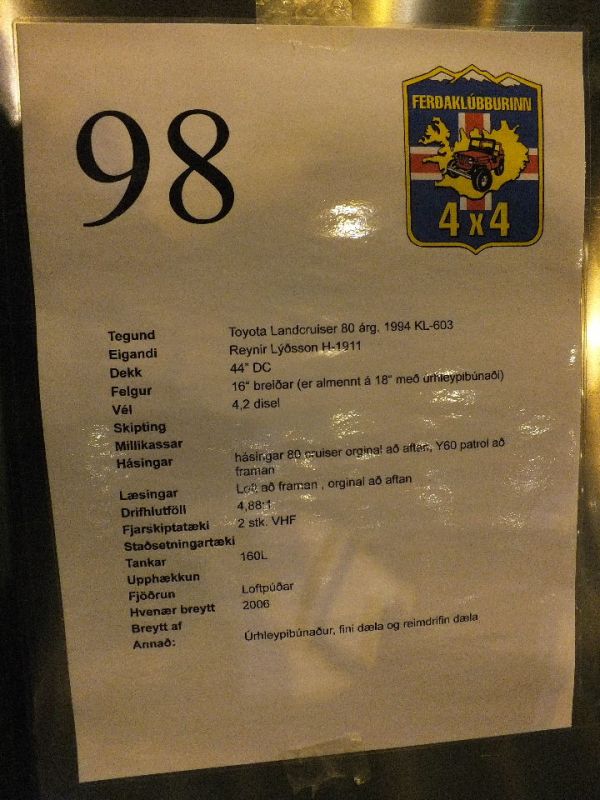 98
FERÐAKLÚBBURINN
4x4
Tegund Toyota Landcruiser 80 árg. 1994 KL-603
Eigandi Reynir Lýðsson H-1911
Dekk 44" DC
Felgur 16" breiðar (er almennt á 18" með úrhleypibúnaði)
Vél 4,2 disel
Skipting
Millikassar
Hásingar hásingar 80 cruiser orginal að aftan, Y60 patrol að
framan
Læsingar Loft að framan , orginal að aftan
Drifhlutföll 4,88:1
Fjarskiptatæki 2 stk. VHF
Staðsetningartæki
Tankar 160L
Upphækkun
Fjöðrun Loftpúðar
Hvenær breytt 2006
Breytt af
Annað: Úrhleypibúnaður, fini dæla og reimdrifin dæla